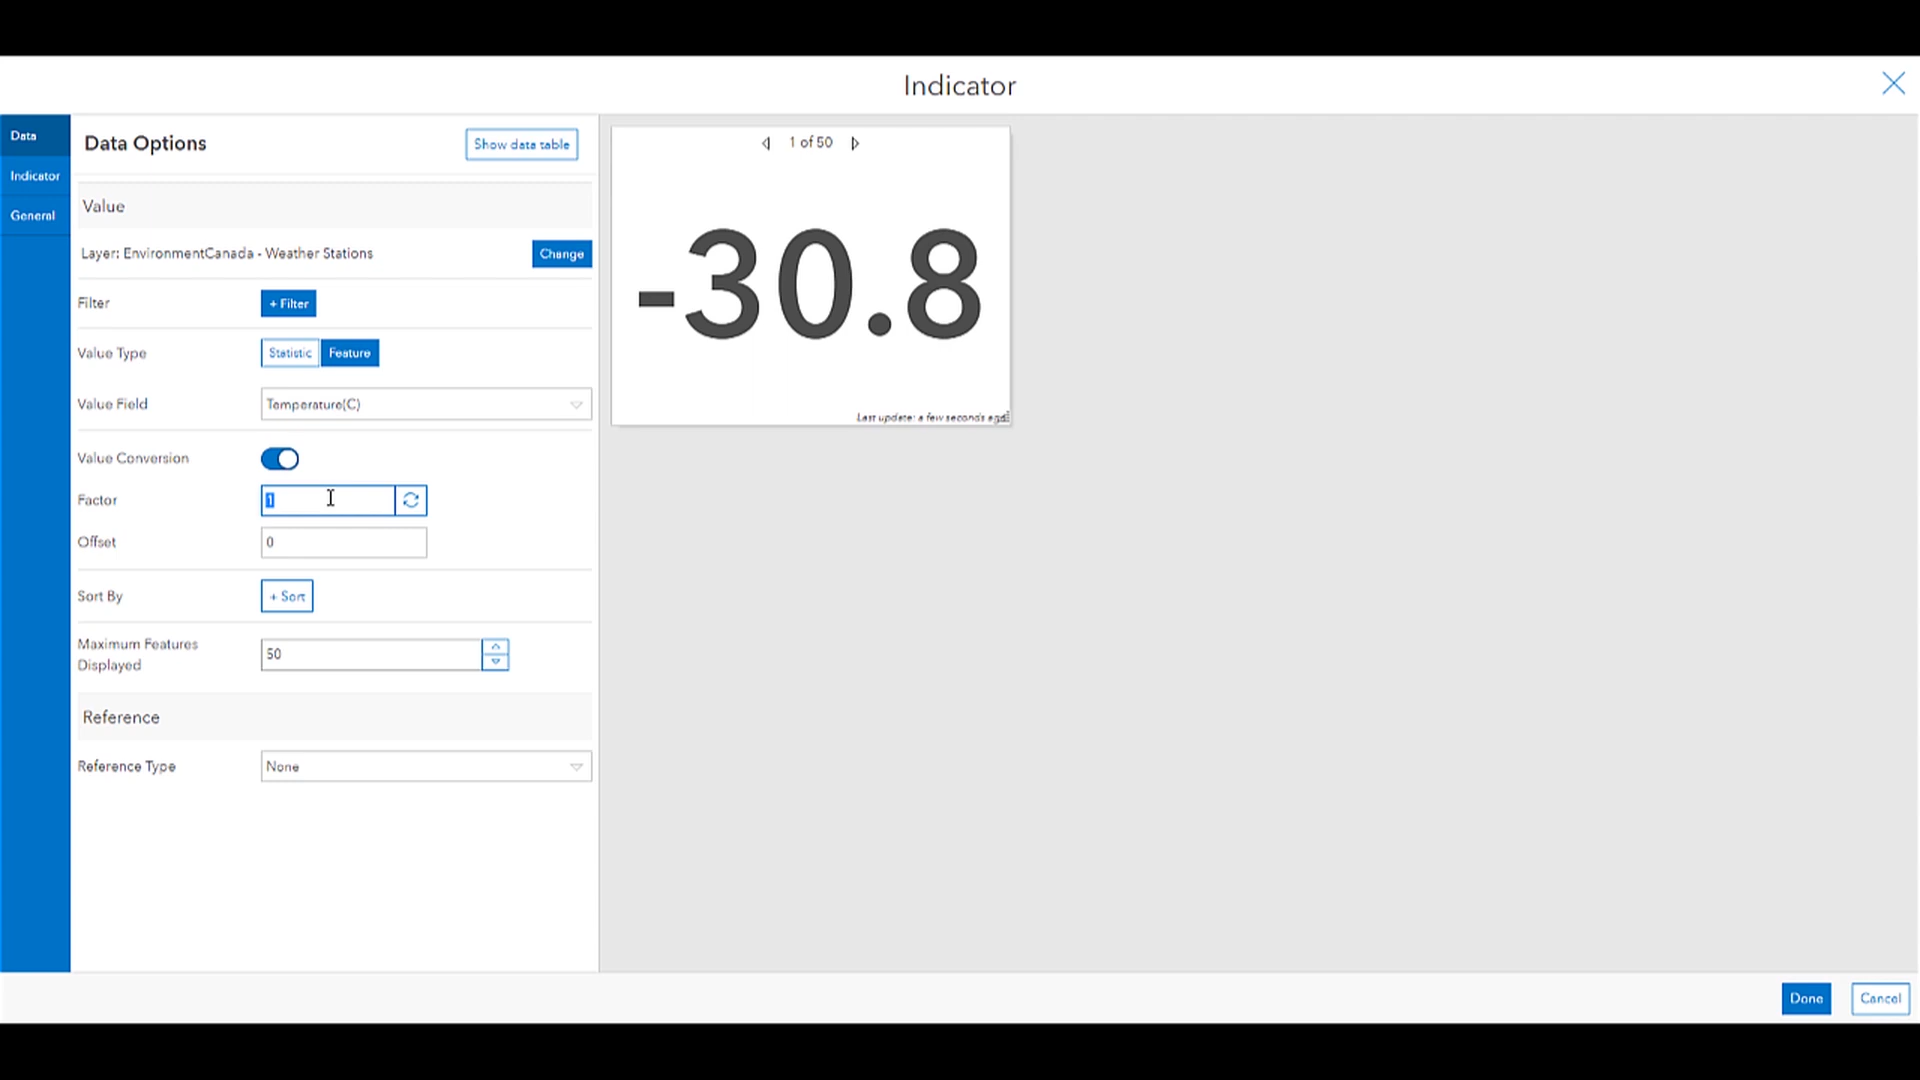 Indicator
Data
Indicator
General
Data Options
Show data table
Value
Layer: EnvironmentCanada - Weather Stations
Change
Filter
+ Filter
Value Type
Statistic
Feature
Value Field
Temperature(C)
Value Conversion
Factor
1
Offset
0
Sort By
+ Sort
Maximum Features
Displayed
50
Reference
Reference Type
None
1 of 50
-30.8
Last update: a few seconds ago
Done
Cancel